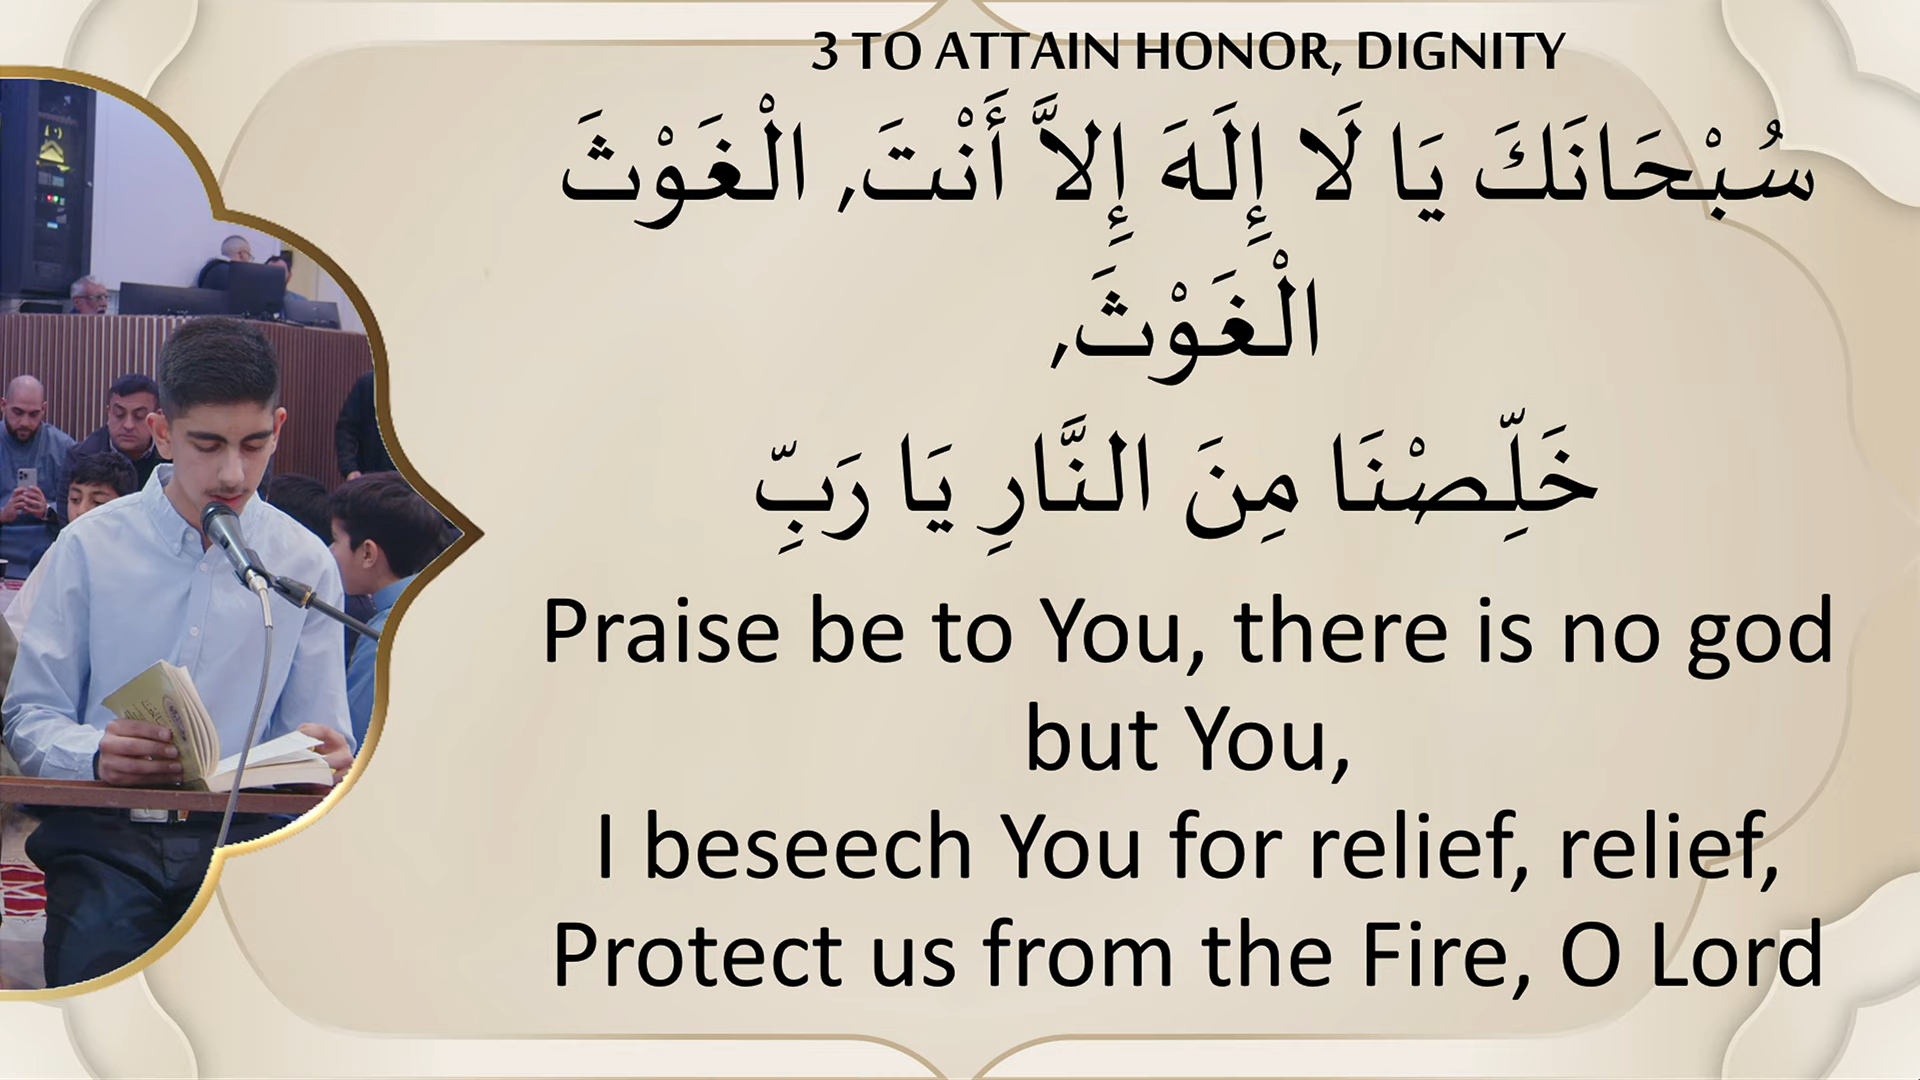 3 TO ATTAIN HONOR, DIGNITY
سُبْحَانَكَ يَا لَا إِلَهَ إِلاَّ أَنْتَ, الْغَوْثَ
الْغَوْثَ,
خَلِّصْنَا مِنَ النَّارِ يَا رَبِّ
Praise be to You, there is no god
but You,
I beseech You for relief, relief,
Protect us from the Fire, O Lord